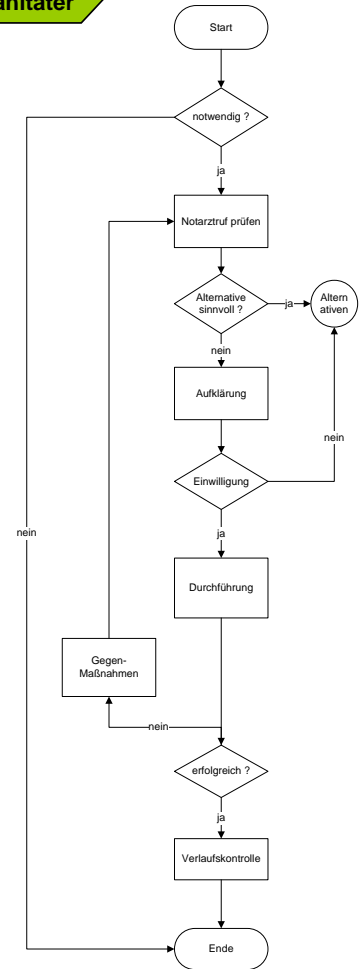 Start
notwendig ?
ja
Notarztruf prüfen
Alternative
sinnvoll ?
ja
Altern
ativen
nein
Aufklärung
nein
Einwilligung
nein
ja
Durchführung
Gegen-
Maßnahmen
nein
erfolgreich ?
ja
Verlaufskontrolle
Ende